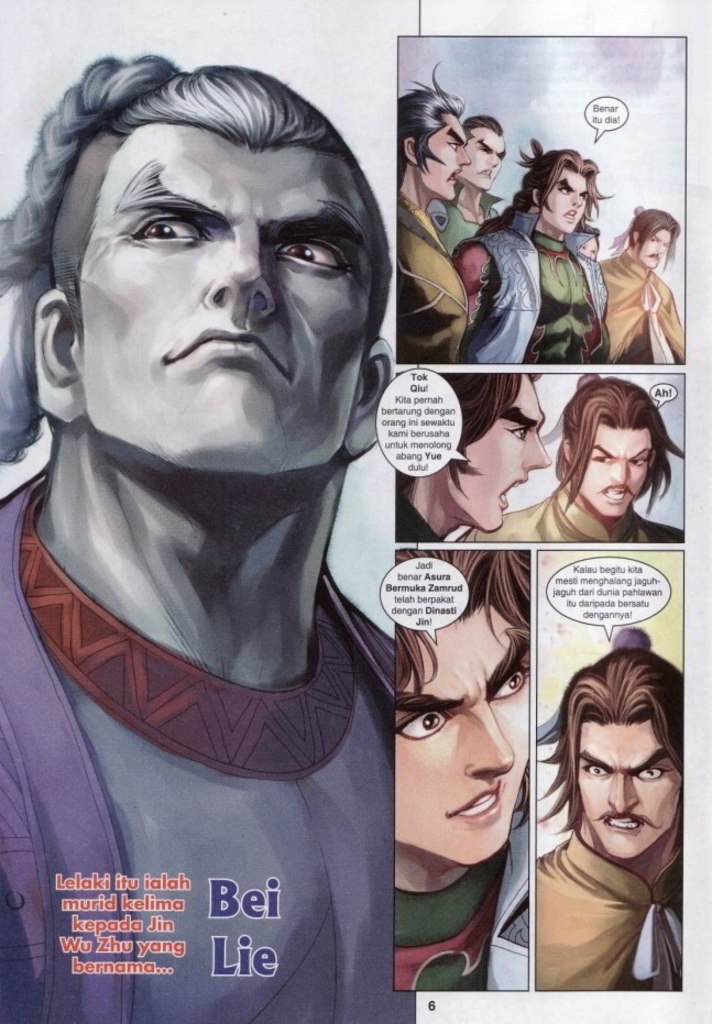 Benar
itu dia!
Tok
Qiu!
Kita pernah
bertarung dengan
orang ini sewaktu
kami berusaha
untuk menolong
abang Yue
dulu!
Ah!
Jadi
benar Asura
Bermuka Zamrud
telah berpakat
dengan Dinasti
Jin!
Kalau begitu kita
mesti menghalang jaguh-
jaguh dari dunia pahlawan
itu daripada bersatu
dengannya!
Lelaki itu ialah
murid kelima
kepada Jin
Wu Zhu yang
bernama...
Bei
Lie
6